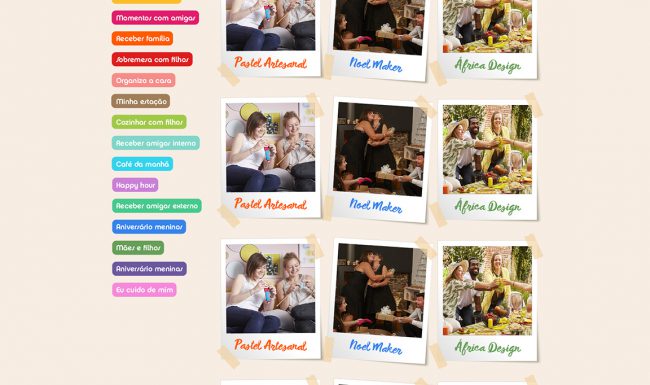 Momentos com amigas
Receber família
Sobremesa com filhos
Organizo a casa
Minha estação
Cozinhar com filhos
Receber amigas interno
Café da manhã
Happy hour
Receber amigas externo
Aniversário meninos
Mães e filhos
Aniversário meninas
Eu cuido de mim
Pastel Artesanal
Noel Maker
África Design
Pastel Artesanal
Noel Maker
África Design
Pastel Artesanal
Noel Maker
África Design